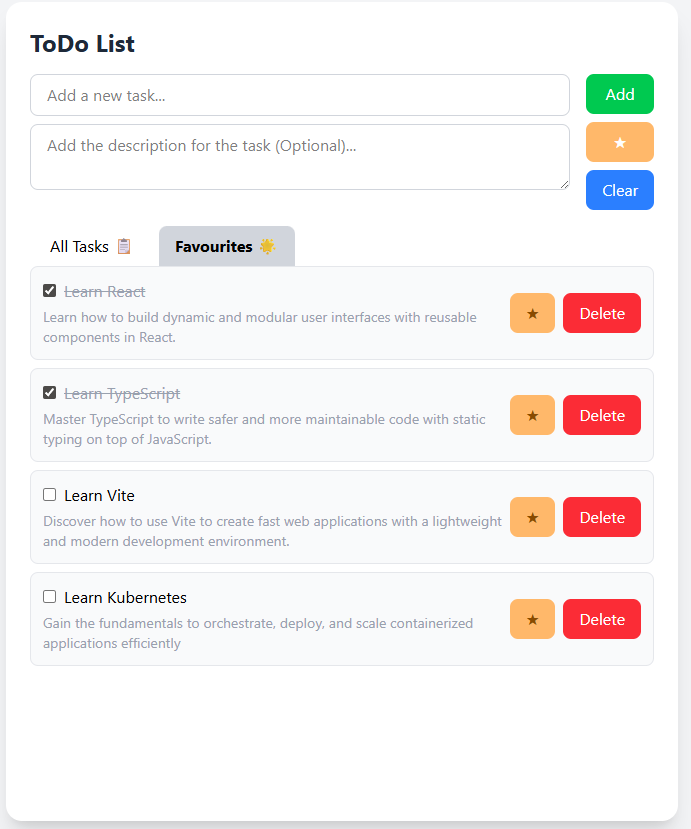 ToDo List
Add a new task...
Add
Add the description for the task (Optional)...
★
Clear
All Tasks 📋 Favourites 🌟
Learn React
Learn how to build dynamic and modular user interfaces with reusable
components in React.
★ Delete
Learn TypeScript
Master TypeScript to write safer and more maintainable code with static
typing on top of JavaScript.
★ Delete
Learn Vite
Discover how to use Vite to create fast web applications with a lightweight
and modern development environment.
★ Delete
Learn Kubernetes
Gain the fundamentals to orchestrate, deploy, and scale containerized
applications efficiently
★ Delete